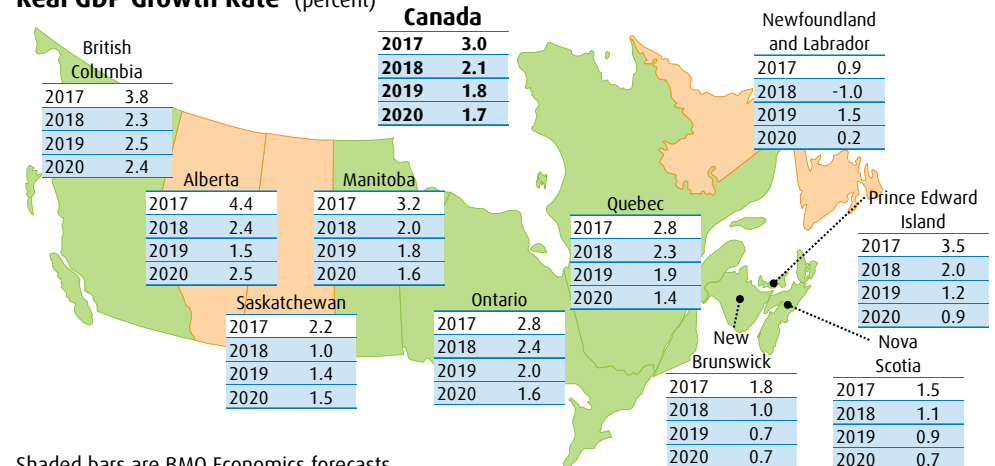 Real GDP Growth Rate (percent)
Canada
2017 3.0
2018 2.1
2019 1.8
2020 1.7
British
Columbia
2017 3.8
2018 2.3
2019 2.5
2020 2.4
Newfoundland
and Labrador
2017 0.9
2018 -1.0
2019 1.5
2020 0.2
Alberta
2017 4.4
2018 2.4
2019 1.5
2020 2.5
Manitoba
2017 3.2
2018 2.0
2019 1.8
2020 1.6
Quebec
2017 2.8
2018 2.3
2019 1.9
2020 1.4
Prince Edward
Island
2017 3.5
2018 2.0
2019 1.2
2020 0.9
Saskatchewan
2017 2.2
2018 1.0
2019 1.4
2020 1.5
Ontario
2017 2.8
2018 2.4
2019 2.0
2020 1.6
New
Brunswick
2017 1.8
2018 1.0
2019 0.7
2020 0.7
Nova
Scotia
2017 1.5
2018 1.1
2019 0.9
2020 0.7
Shaded bars are BMO Economics forecasts